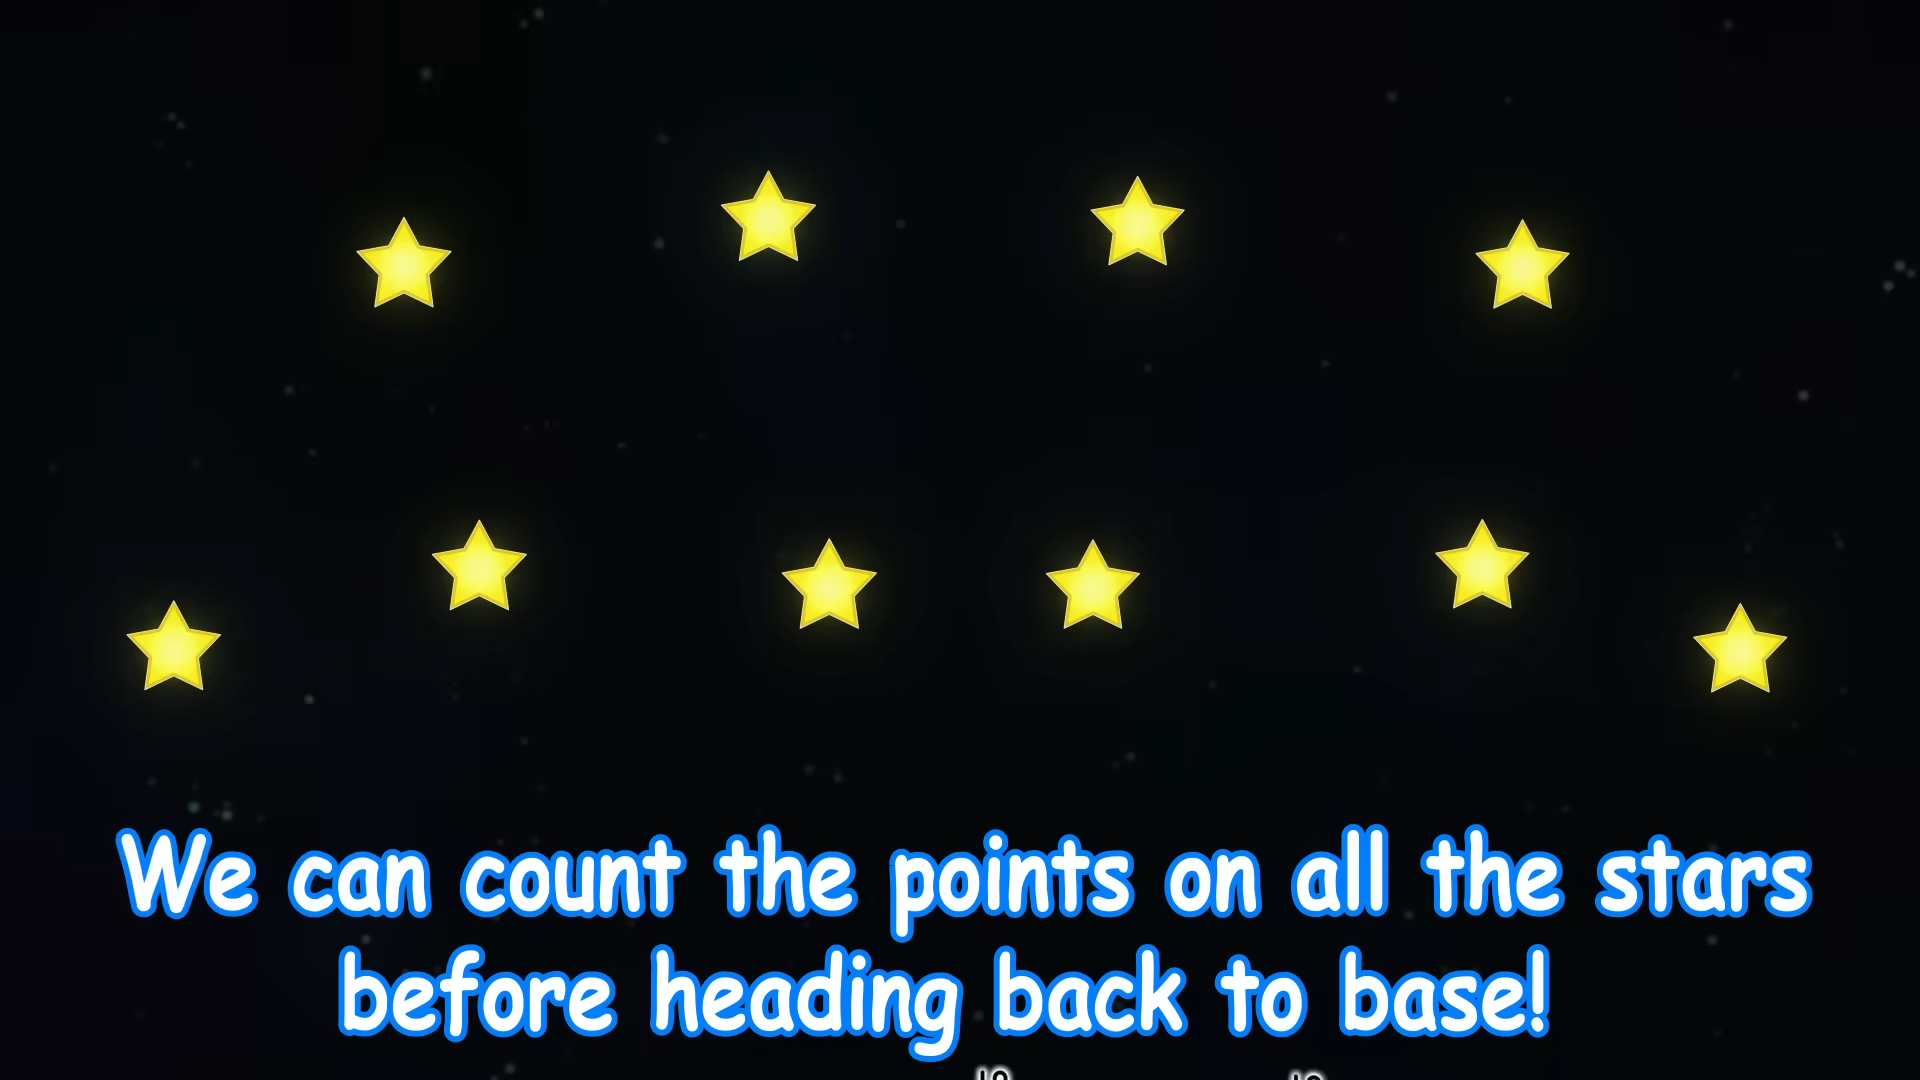 We can count the points on all the stars
before heading back to base!